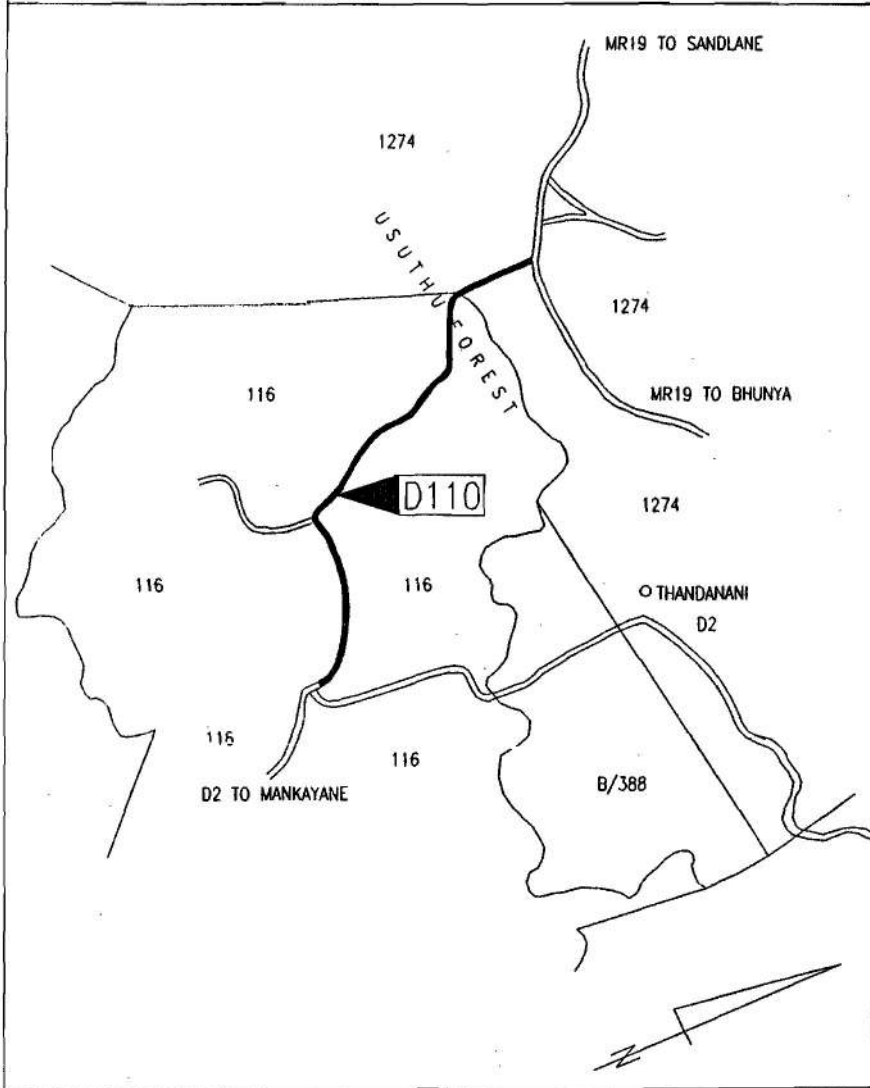 MR19 TO SANDLANE
1274
USUTHU FOREST
1274
116
MR19 TO BHUNYA
D110
1274
116
116
THANDANANI
D2
116
116
B/388
D2 TO MANKAYANE
N